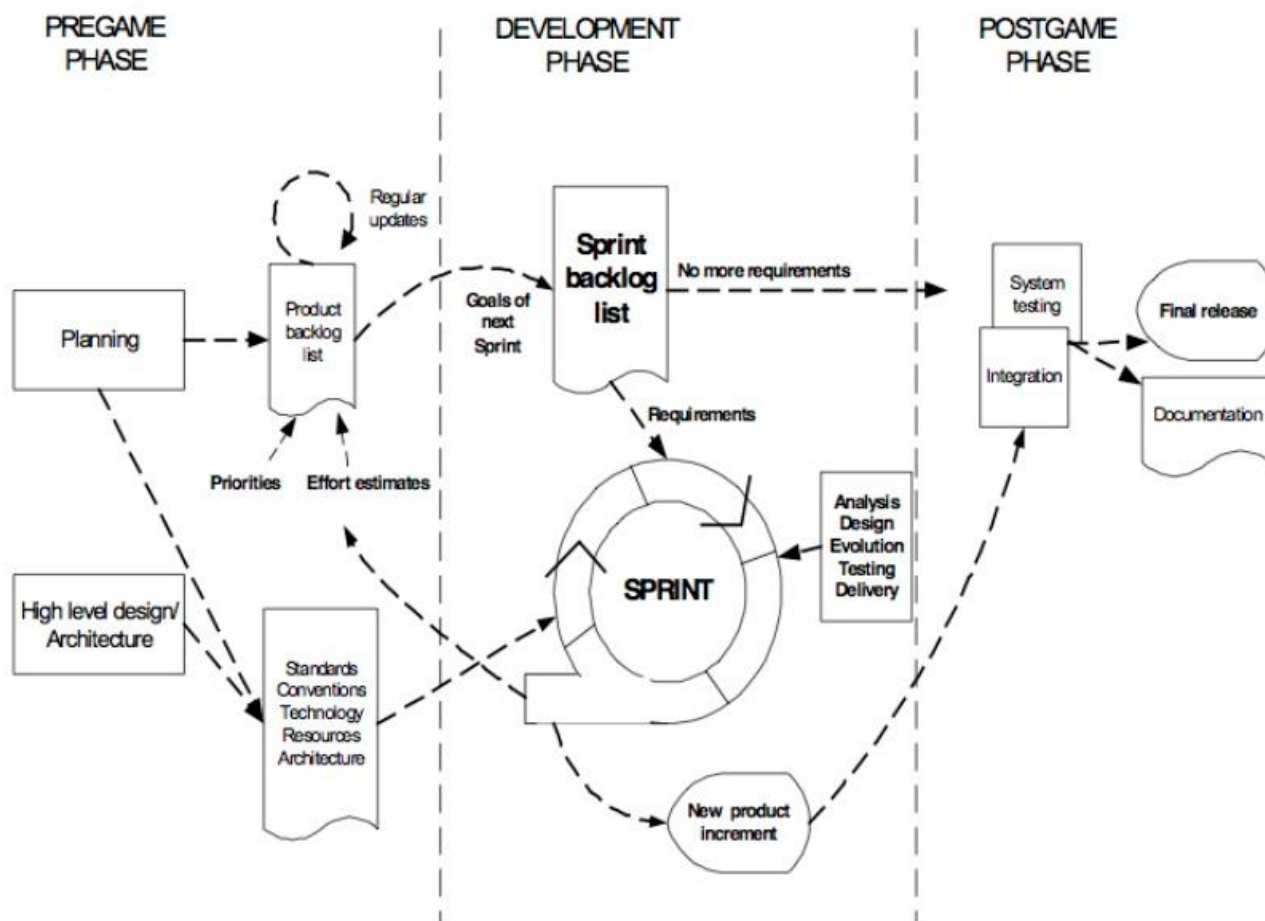 PREGAME
PHASE
DEVELOPMENT
PHASE
POSTGAME
PHASE
Regular
updates
Planning
Product
backlog
list
Priorities
Effort estimates
High level design/
Architecture
Standards
Conventions
Technology
Resources
Architecture
Goals of
next
Sprint
Sprint
backlog
list
No more requirements
Requirements
SPRINT
Analysis
Design
Evolution
Testing
Delivery
New product
increment
System
testing
Integration
Final release
Documentation